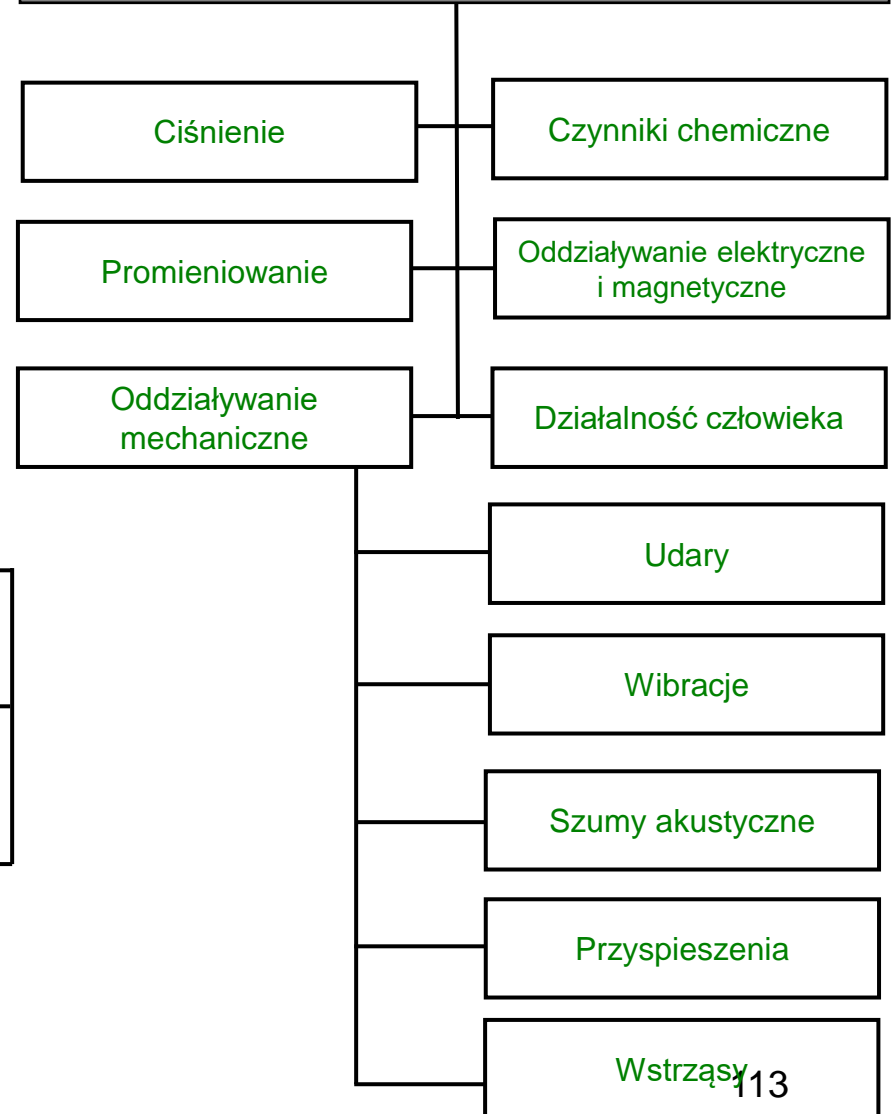 Ciśnienie
Czynniki chemiczne
Promieniowanie
Oddziaływanie elektryczne
i magnetyczne
Oddziaływanie
mechaniczne
Działalność człowieka
Udary
Wibracje
Szumy akustyczne
Przyspieszenia
Wstrząsy
113